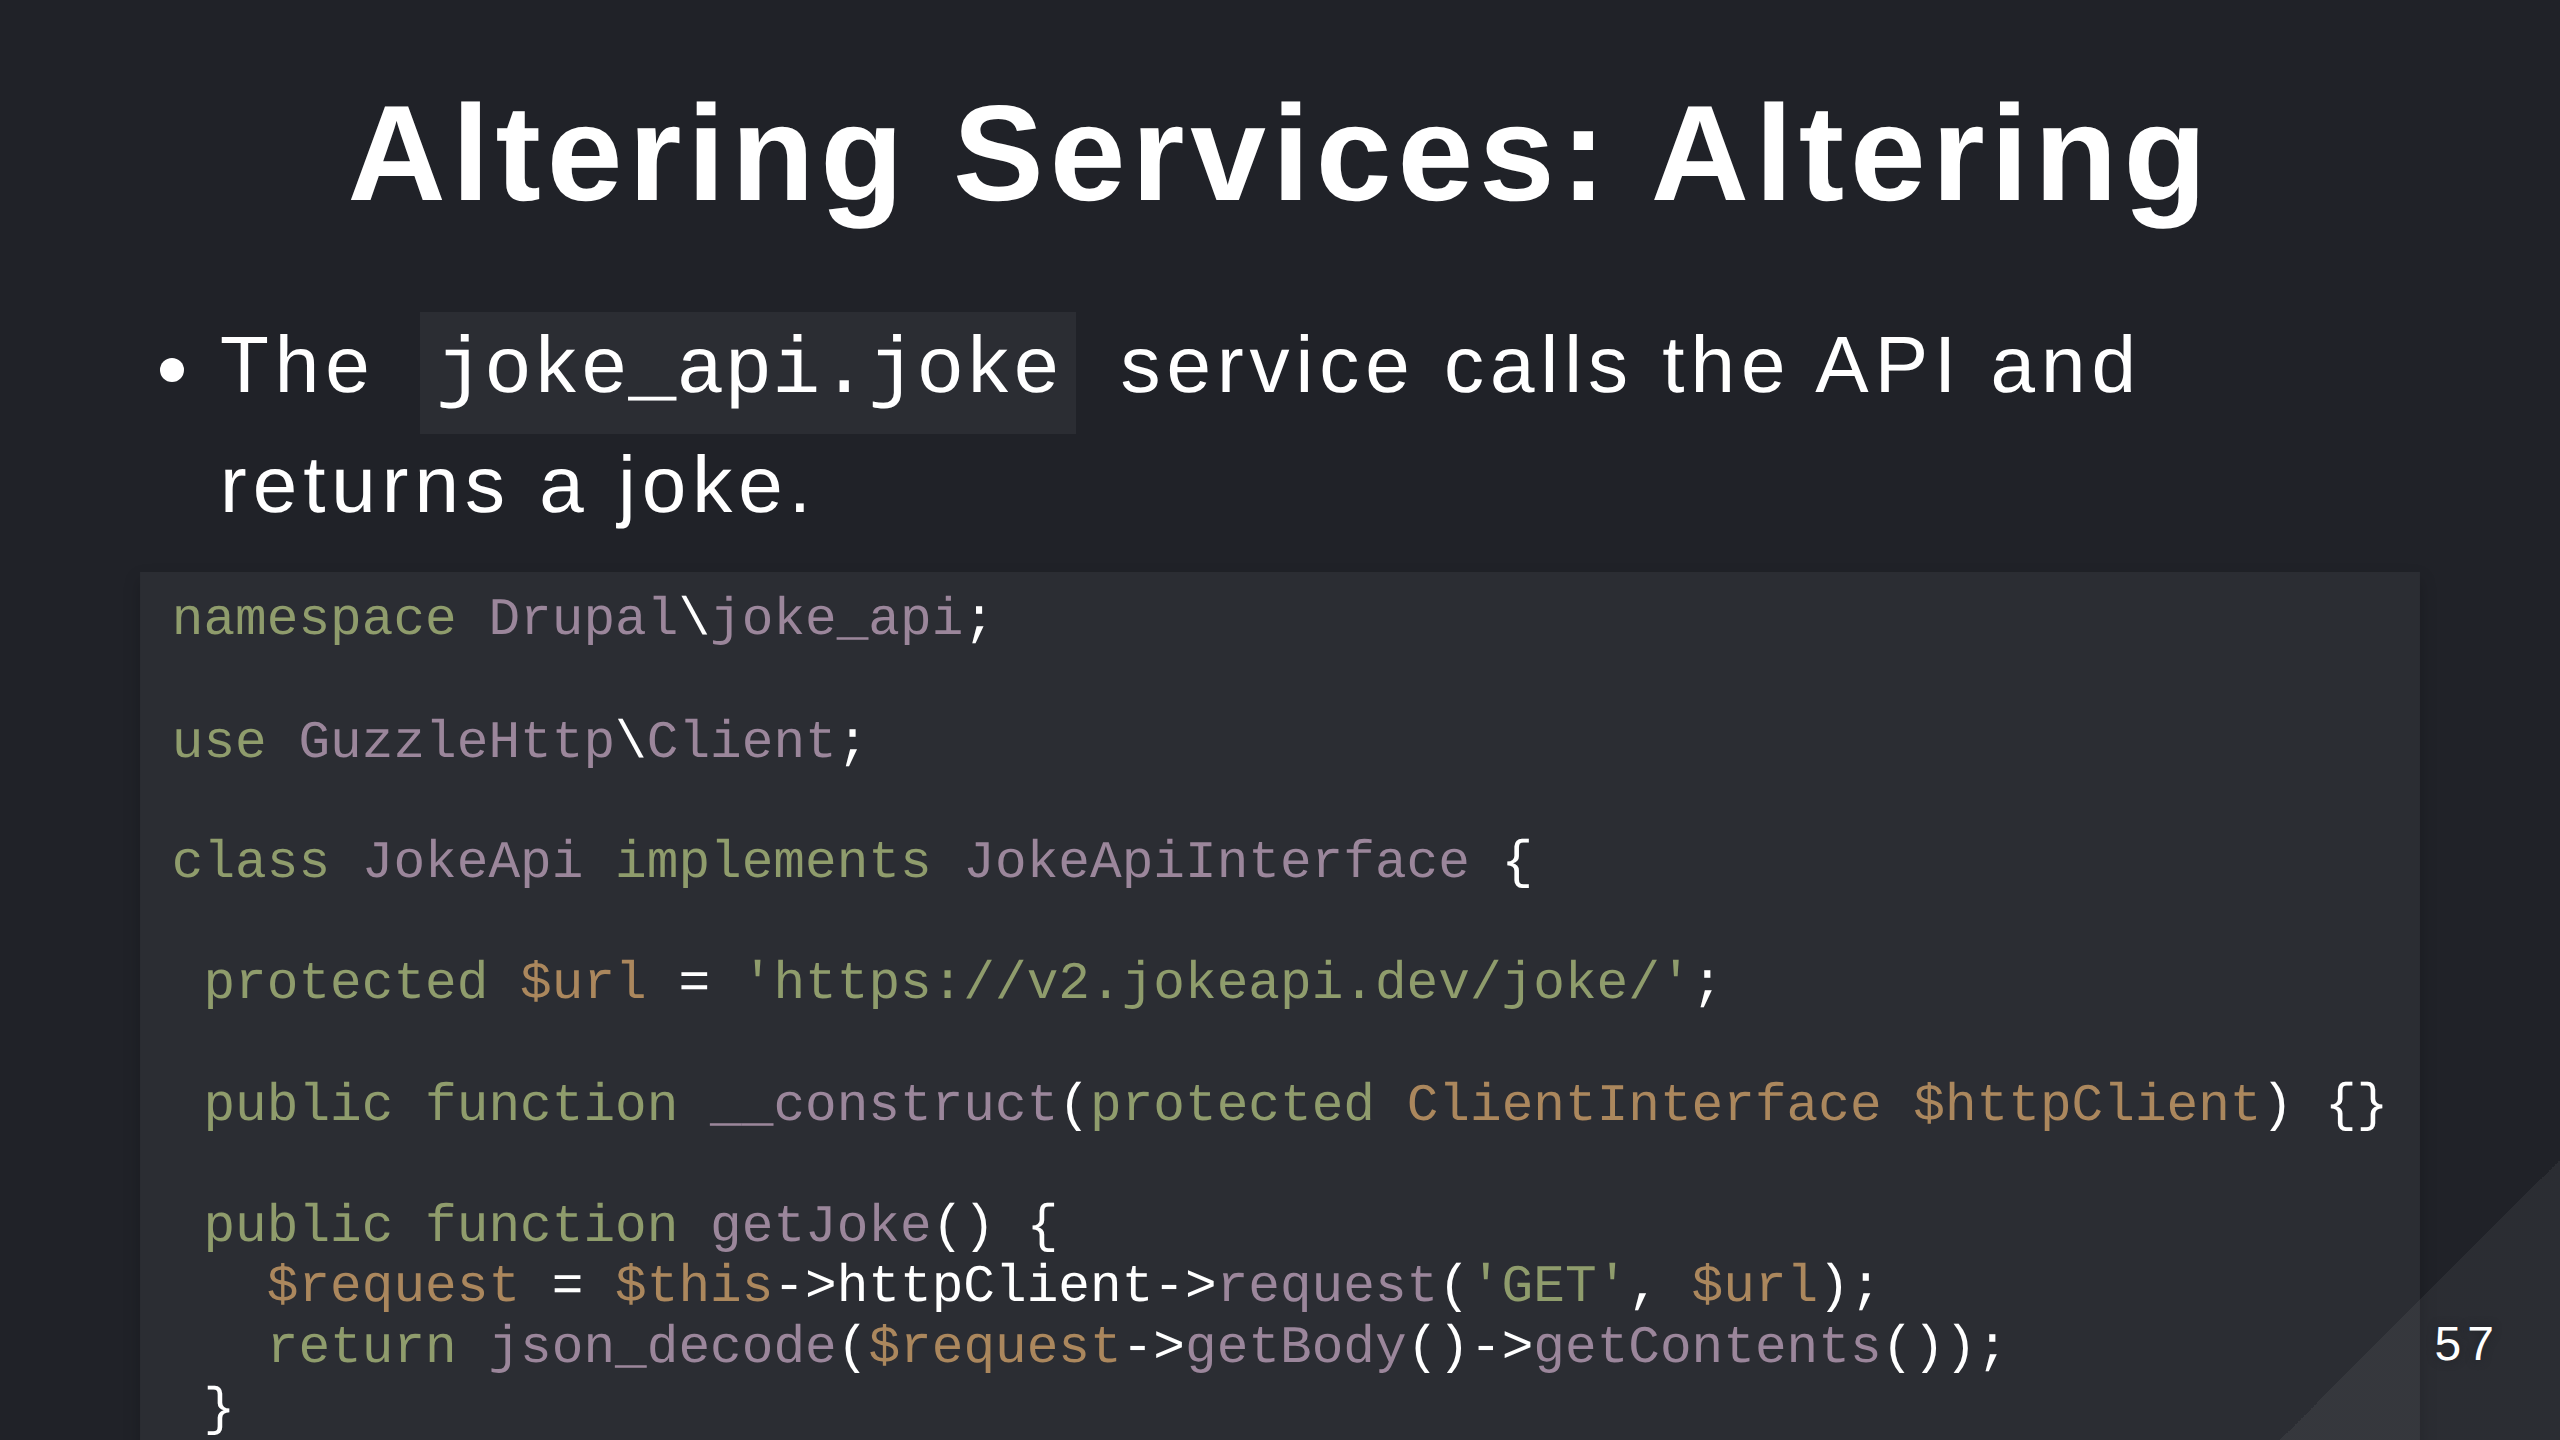 Altering Services: Altering
• The joke_api.joke service calls the API and
returns a joke.
namespace Drupal\joke_api;
use GuzzleHttp\Client;
class JokeApi implements JokeApiInterface {
protected $url = 'https://v2.jokeapi.dev/joke/';
public function __construct(protected ClientInterface $httpClient) {}
public function getJoke() {
$request = $this->httpClient->request('GET', $url);
return json_decode($request->getBody()->getContents());
}
57